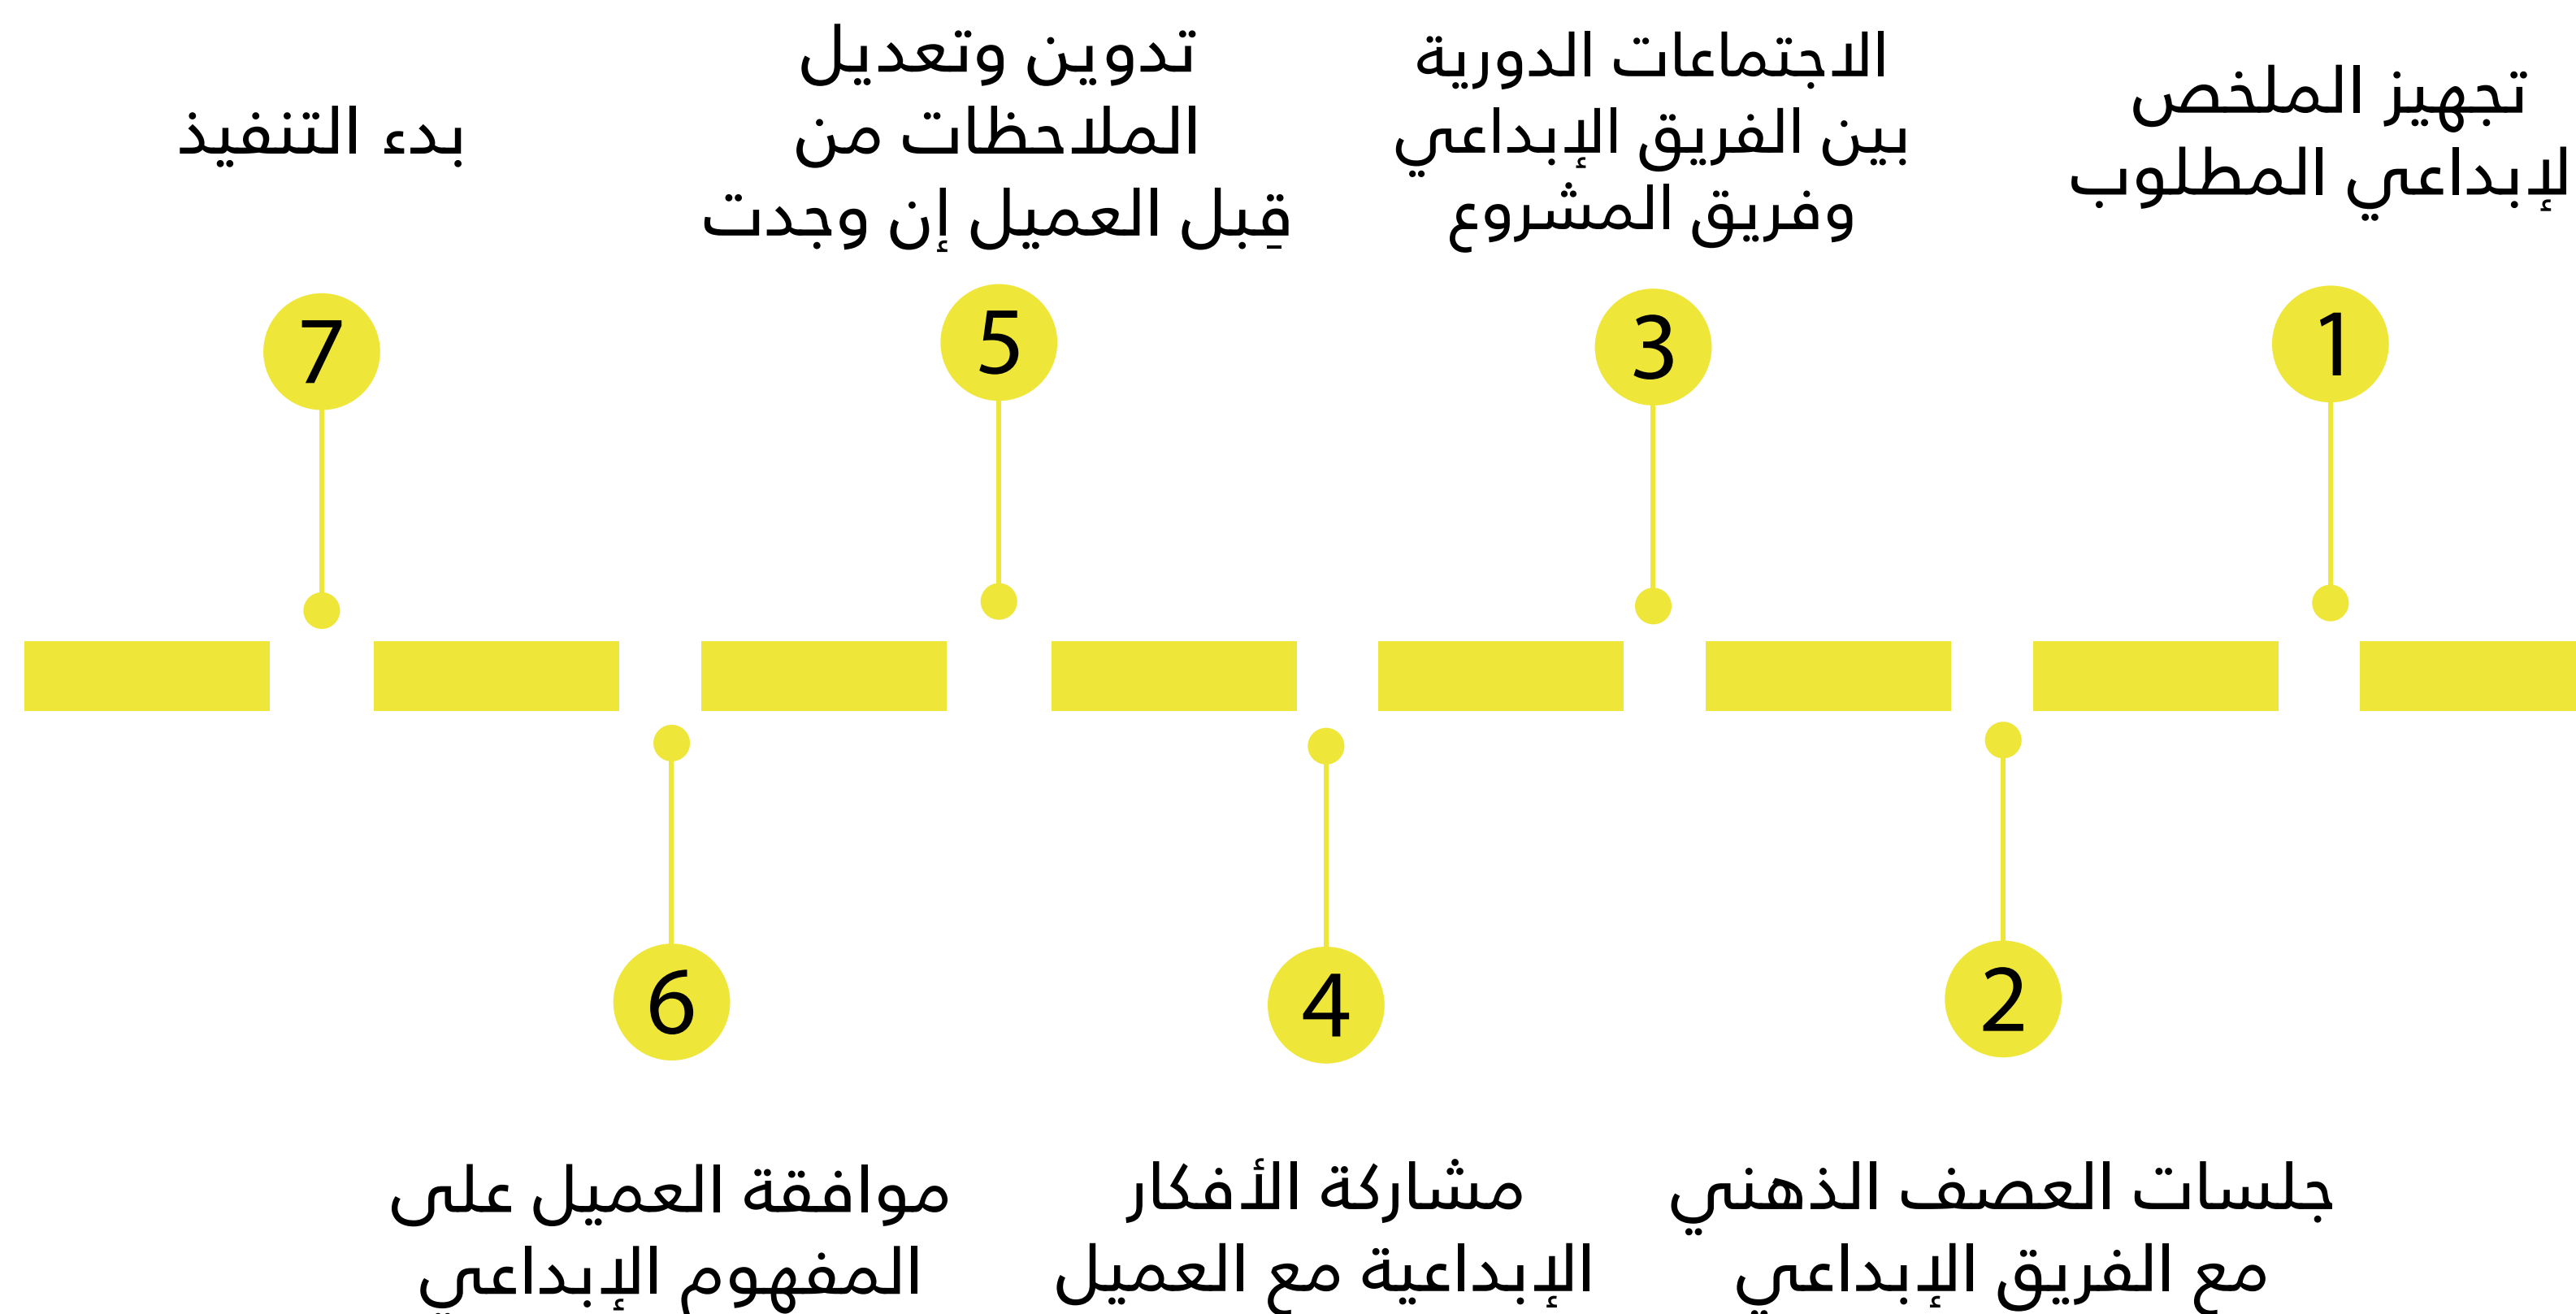 تجهيز الملخص
الإبداعي المطلوب
1
جلسات العصف الذهني
مع الفريق الإبداعي
2
الاجتماعات الدورية
بين الفريق الإبداعي
وفريق المشروع
3
مشاركة الأفكار
الإبداعية مع العميل
4
تدوين وتعديل
الملاحظات من
قِبل العميل إن وجدت
5
موافقة العميل على
المفهوم الإبداعي
6
بدء التنفيذ
7